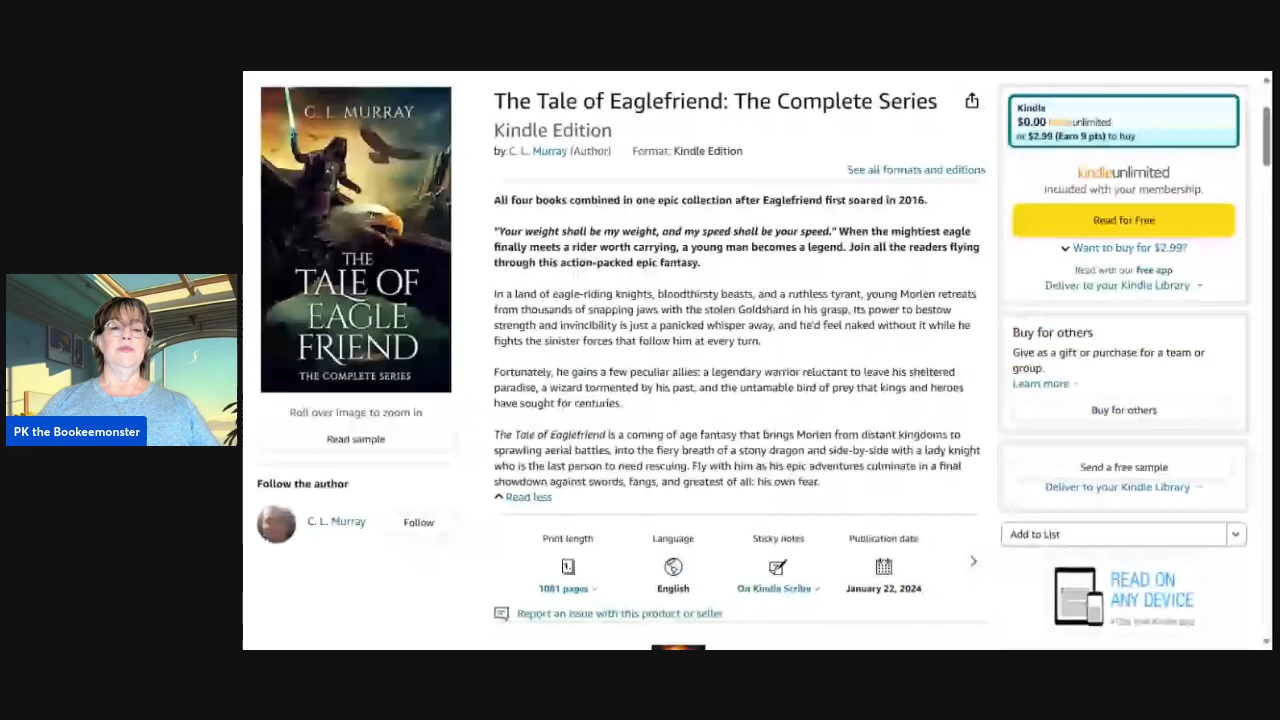 C. L. MURRAY
THE
TALE OF
EAGLE
FRIEND
THE COMPLETE SERIES
Roll over image to zoom in
Read sample
Follow the author
C. L. Murray
Follow
PK the Bookeemonster
The Tale of Eaglefriend: The Complete Series
Kindle Edition
by C. L. Murray (Author) Format: Kindle Edition
See all formats and editions
All four books combined in one epic collection after Eaglefriend first soared in 2016.
"Your weight shall be my weight, and my speed shall be your speed." When the mightiest eagle
finally meets a rider worth carrying, a young man becomes a legend. Join all the readers flying
through this action-packed epic fantasy.
In a land of eagle-riding knights, bloodthirsty beasts, and a ruthless tyrant, young Morlen retreats
from thousands of snapping jaws with the stolen Goldshard in his grasp. Its power to bestow
strength and invincibility is just a panicked whisper away, and he'd feel naked without it while he
fights the sinister forces that follow him at every turn.
Fortunately, he gains a few peculiar allies: a legendary warrior reluctant to leave his sheltered
paradise, a wizard tormented by his past, and the untamable bird of prey that kings and heroes
have sought for centuries.
The Tale of Eaglefriend is a coming of age fantasy that brings Morlen from distant kingdoms to
sprawling aerial battles, into the fiery breath of a stony dragon and side-by-side with a lady knight
who is the last person to need rescuing. Fly with him as his epic adventures culminate in a final
showdown against swords, fangs, and greatest of all: his own fear.
Read less
Print length
1081 pages
Language
English
Sticky notes
On Kindle Scribe
Publication date
January 22, 2024
Report an issue with this product or seller
Kindle
$0.00 kindleunlimited
or $2.99 (Earn 9 pts) to buy
kindleunlimited
included with your membership.
Read for Free
Want to buy for $2.99?
Read with our free app
Deliver to your Kindle Library
Buy for others
Give as a gift or purchase for a team or
group.
Learn more
Buy for others
Send a free sample
Deliver to your Kindle Library
Add to List
READ ON
ANY DEVICE